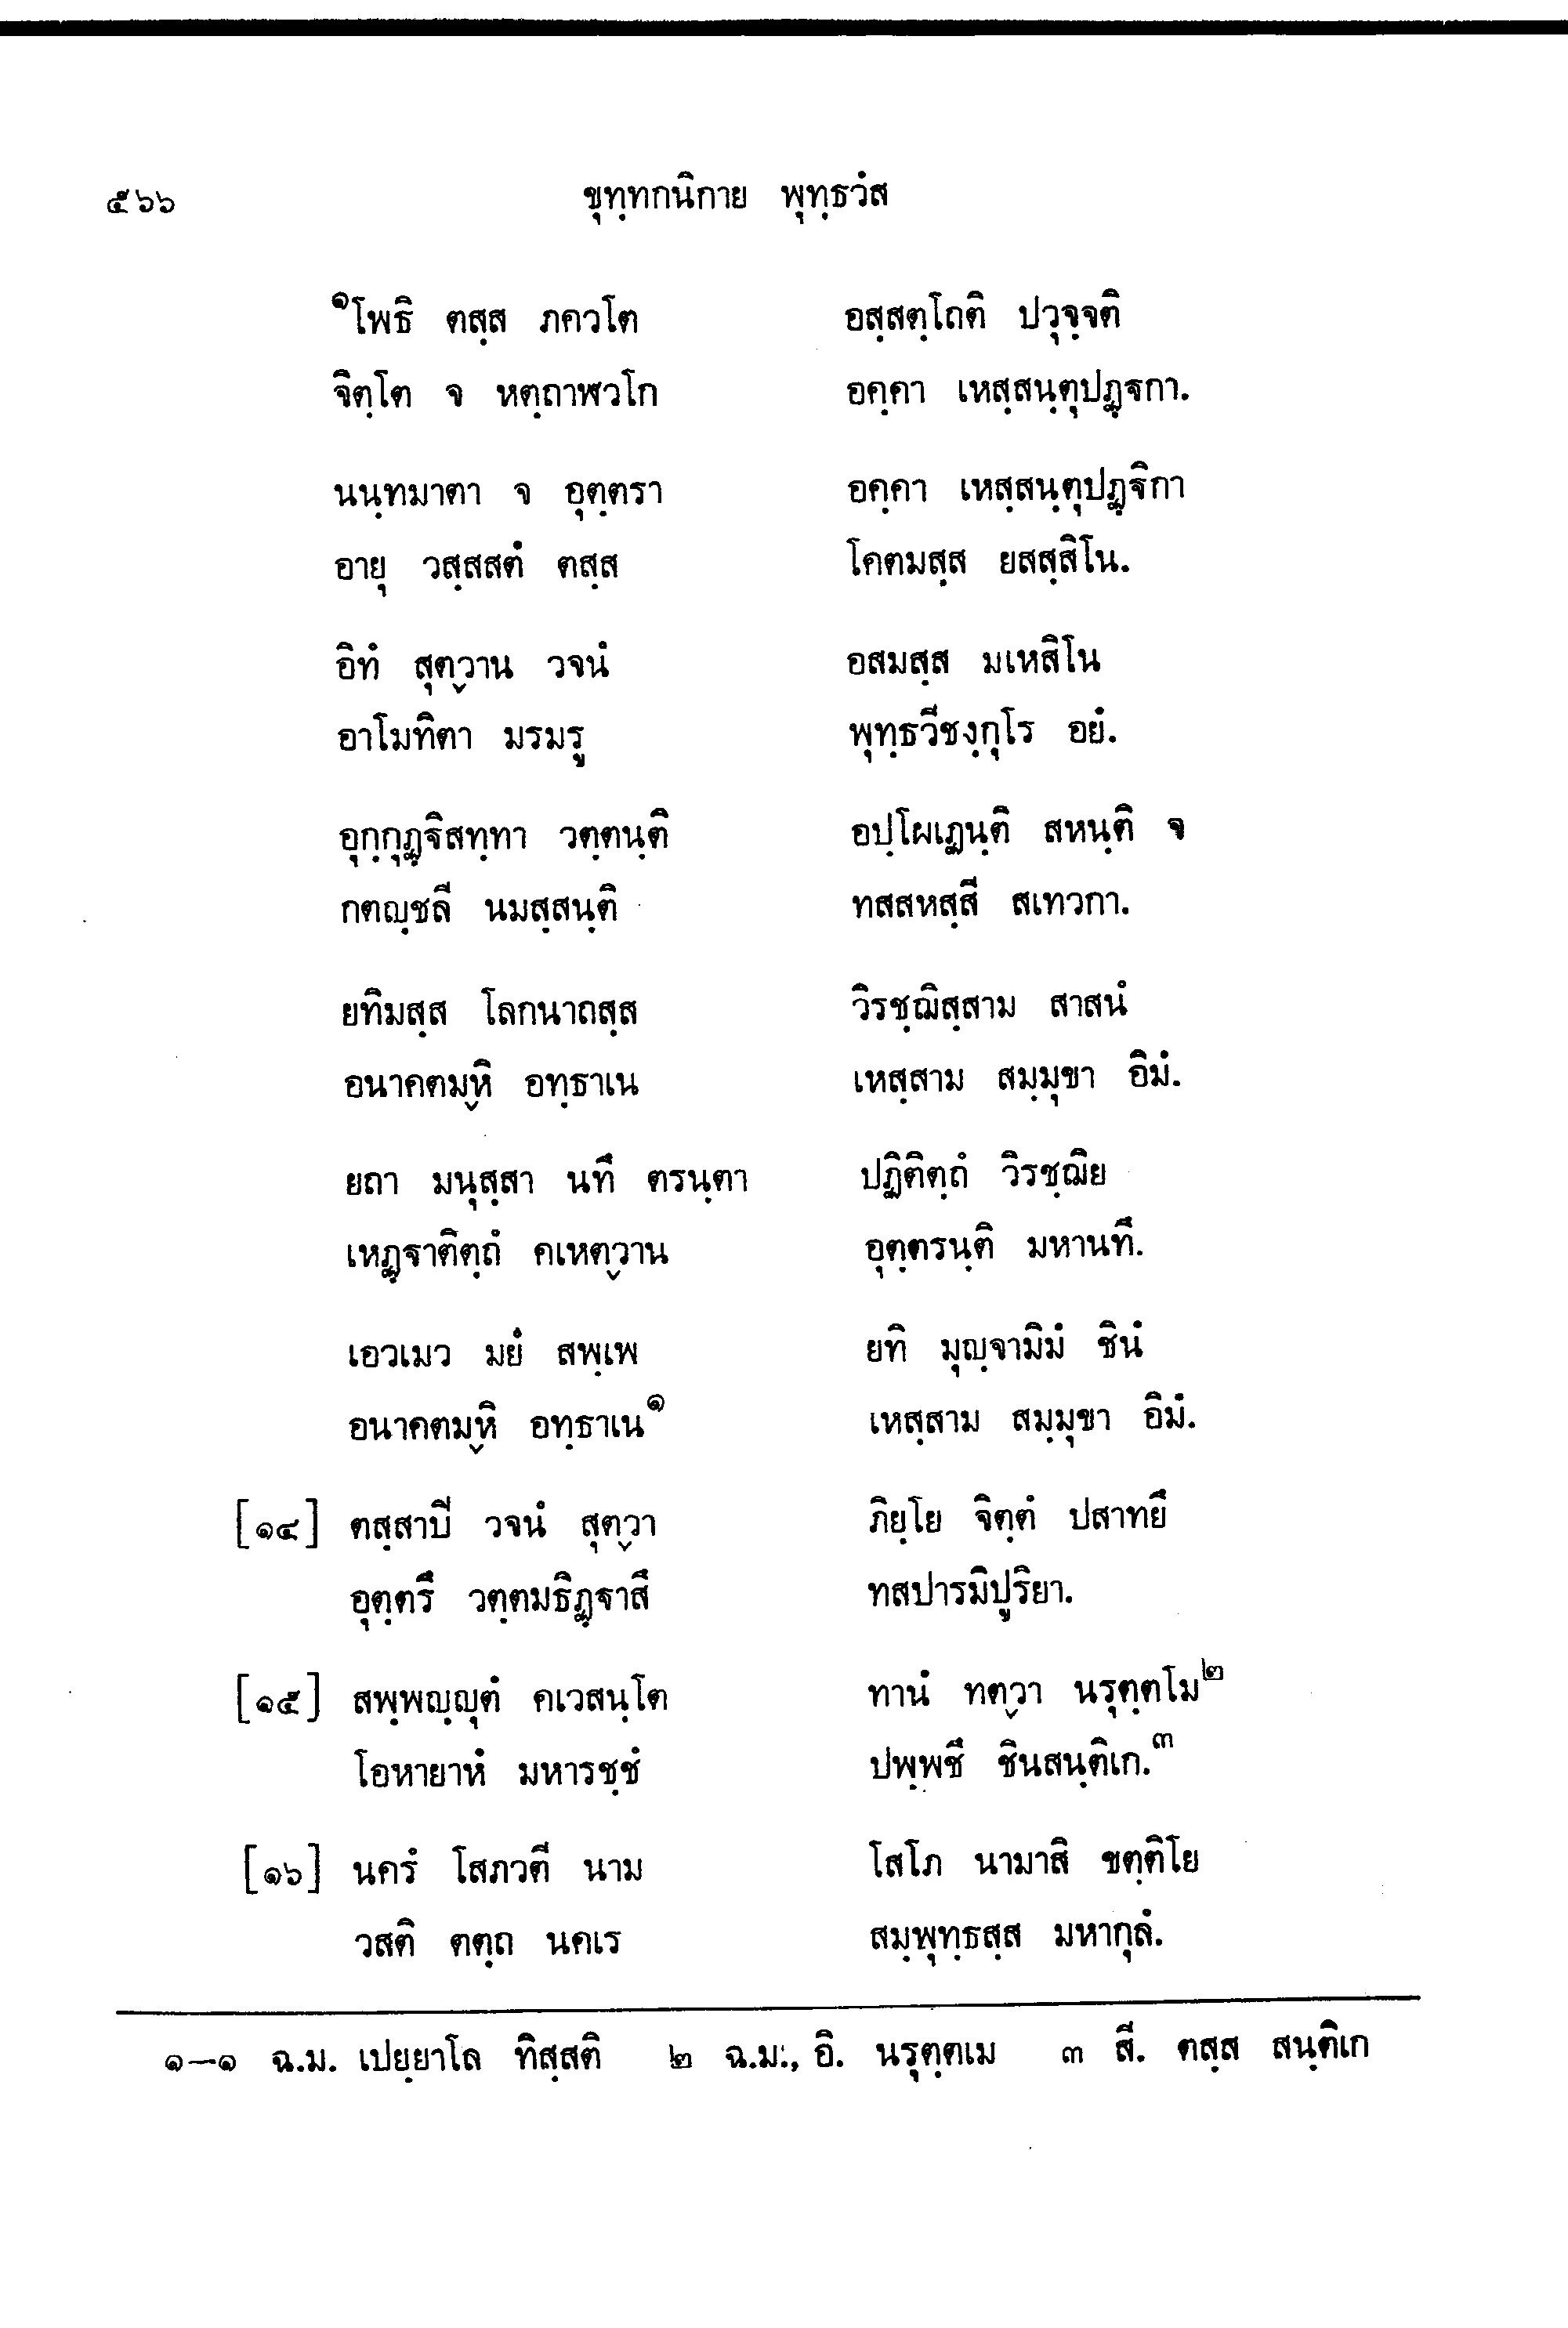 ๕๖๖ ขุทฺทกนิกาย พุทฺธวํส
๑โพธิ ตสฺส ภควโต อสฺสตฺโถติ ปวุจฺจติ
จิตฺโต จ หตฺถาฬวโก อคฺคา เหสฺสนฺตุปฏฺฐกา.
นนฺทมาตา จ อุตฺตรา อคฺคา เหสฺสนฺตุปฏฺฐิกา
อายุ วสฺสสตํ ตสฺส โคตมสฺส ยสสฺสิโน.
อิทํ สุตฺวาน วจนํ อสมสฺส มเหสิโน
อาโมทิตา มรมรู พุทฺธวีชงฺกุโร อยํ.
อุกฺกุฏฺฐิสทฺทา วตฺตนฺติ อปฺโผเฏนฺติ สหนฺติ จ
กตญฺชลี นมสฺสนฺติ ทสสหสฺสี สเทวกา.
ยทิมสฺส โลกนาถสฺส วิรชฺฌิสฺสาม สาสนํ
อนาคตมฺหิ อทฺธาเน เหสฺสาม สมฺมุขา อิมํ.
ยถา มนุสฺสา นทึ ตรนฺตา ปฏิติตฺถํ วิรชฺฌิย
เหฏฺฐาติตฺถํ คเหตฺวาน อุตฺตรนฺติ มหานทึ.
เอวเมว มยํ สพฺเพ ยทิ มุญฺจามิมํ ชินํ
อนาคตมฺหิ อทฺธาเน๑ เหสฺสาม สมฺมุขา อิมํ.
[๑๔] ตสฺสาปี วจนํ สุตฺวา ภิยฺโย จิตฺตํ ปสาทยึ
อุตฺตรึ วตฺตมธิฏฺฐาสึ ทสปารมิปูริยา.
[๑๕] สพฺพญฺญุตํ คเวสนฺโต ทานํ ทตฺวา นรุตฺตโม๒
โอหายาหํ มหารชฺชํ ปพฺพชึ ชินสนฺติเก.๓
[๑๖] นครํ โสภวตี นาม โสโภ นามาสิ ขตฺติโย
วสติ ตตฺถ นคเร สมฺพุทฺธสฺส มหากุลํ.
๑–๑ ฉ.ม. เปยฺยาโล ทิสฺสติ ๒ ฉ.ม., อิ. นรุตฺตเม ๓ สี. ตสฺส สนฺติเก